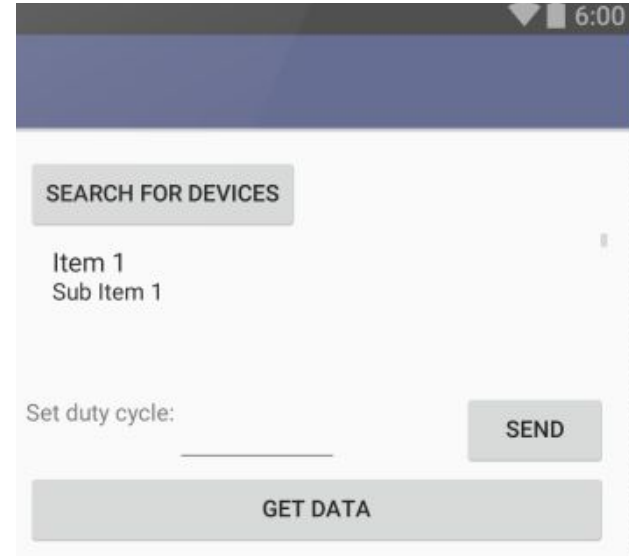 6:00
SEARCH FOR DEVICES
Item 1
Sub Item 1
Set duty cycle:
SEND
GET DATA